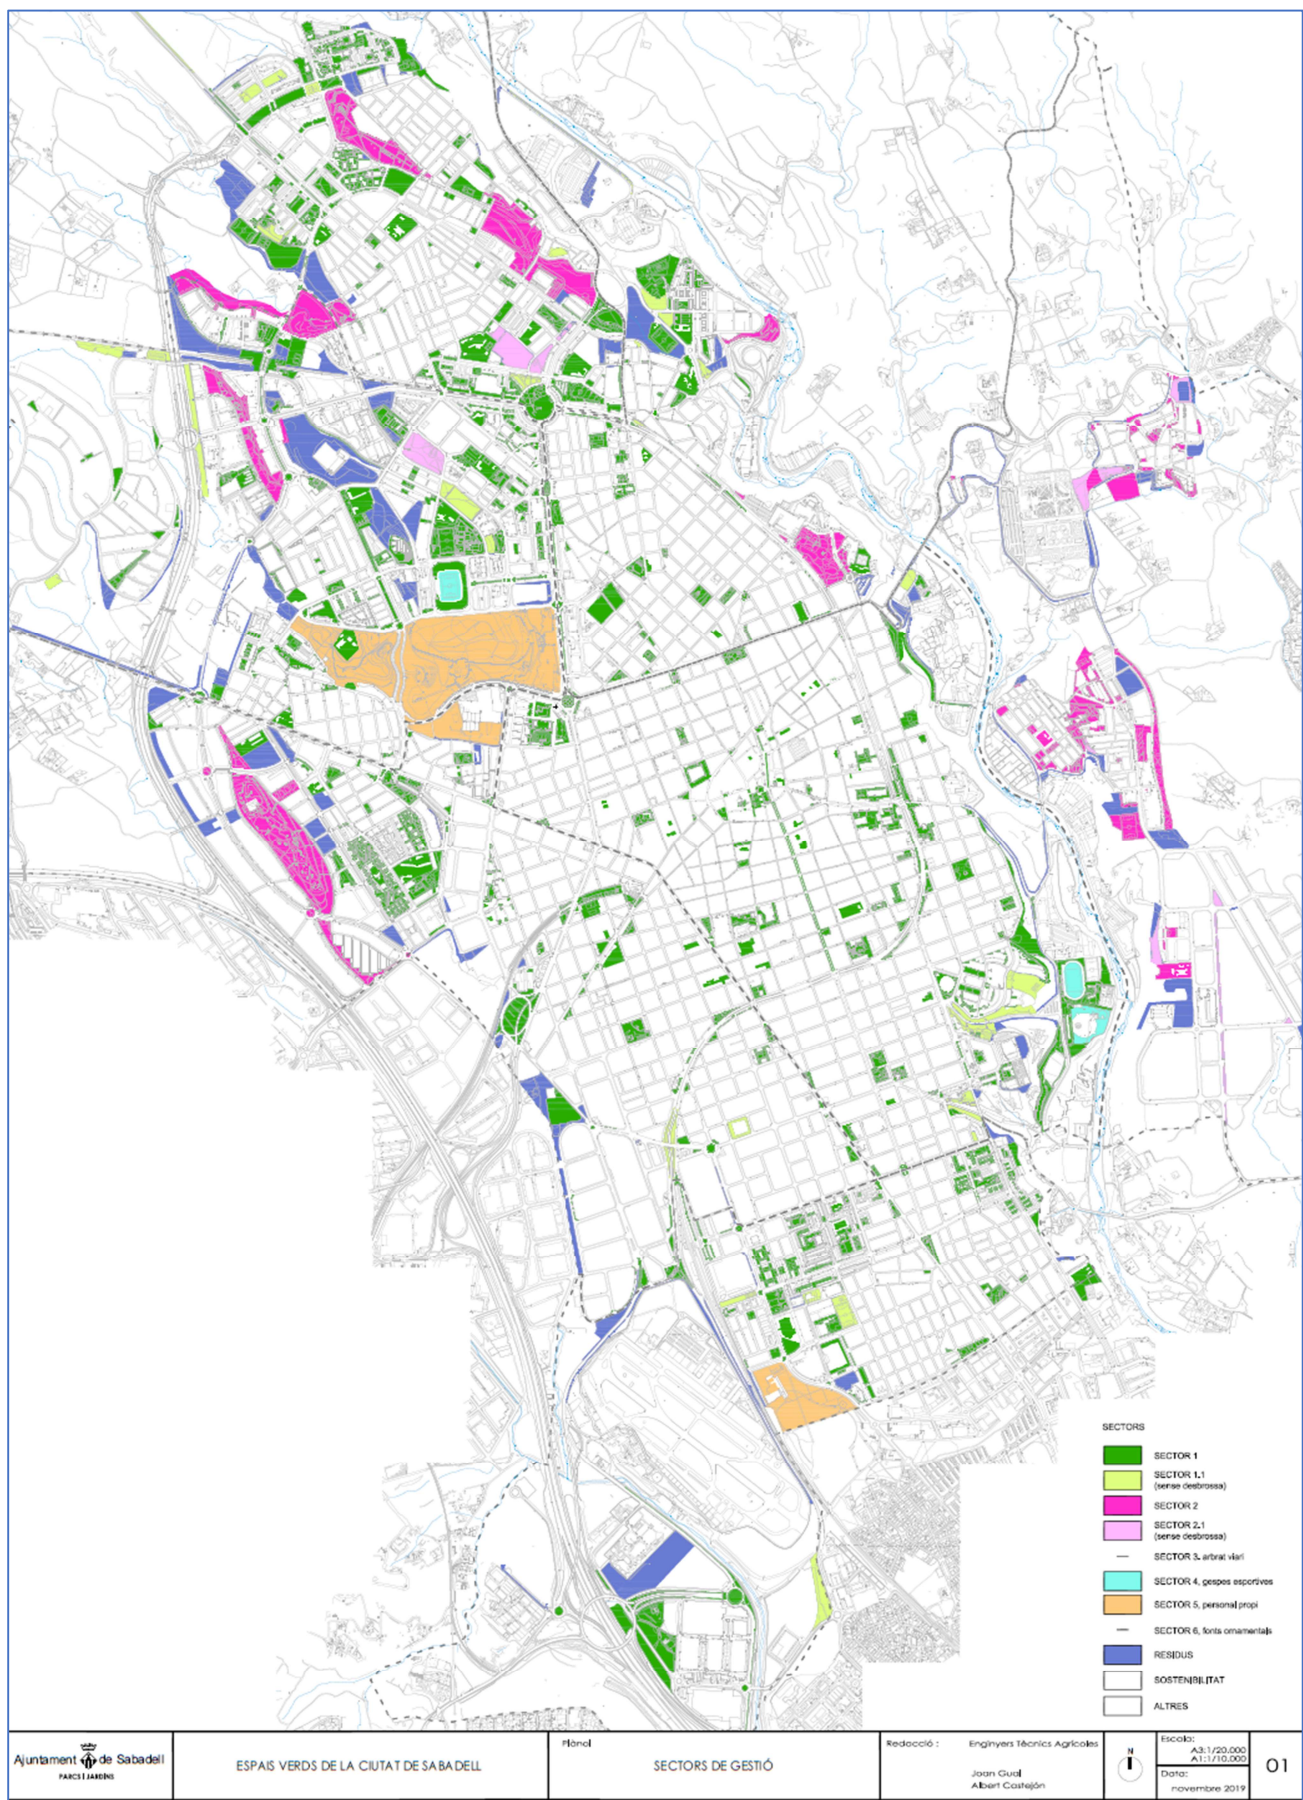 SECTORS
SECTOR 1
SECTOR 1.1
(sense desbrossa)
SECTOR 2
SECTOR 2.1
(sense desbrossa)
SECTOR 3. arbrat viari
SECTOR 4, gespes esportives
SECTOR 5, personal propi
SECTOR 6, fonts ornamentals
RESIDUS
SOSTENIBILITAT
ALTRES
Ajuntament de Sabadell
PARCS I JARDINS
ESPAIS VERDS DE LA CIUTAT DE SABADELL
Plànol
SECTORS DE GESTIÓ
Redacció : Enginyers Tècnics Agrícoles
Joan Gual
Albert Castejón
N
Escala:
A3:1/20.000
A1:1/10.000
Data:
novembre 2019
01